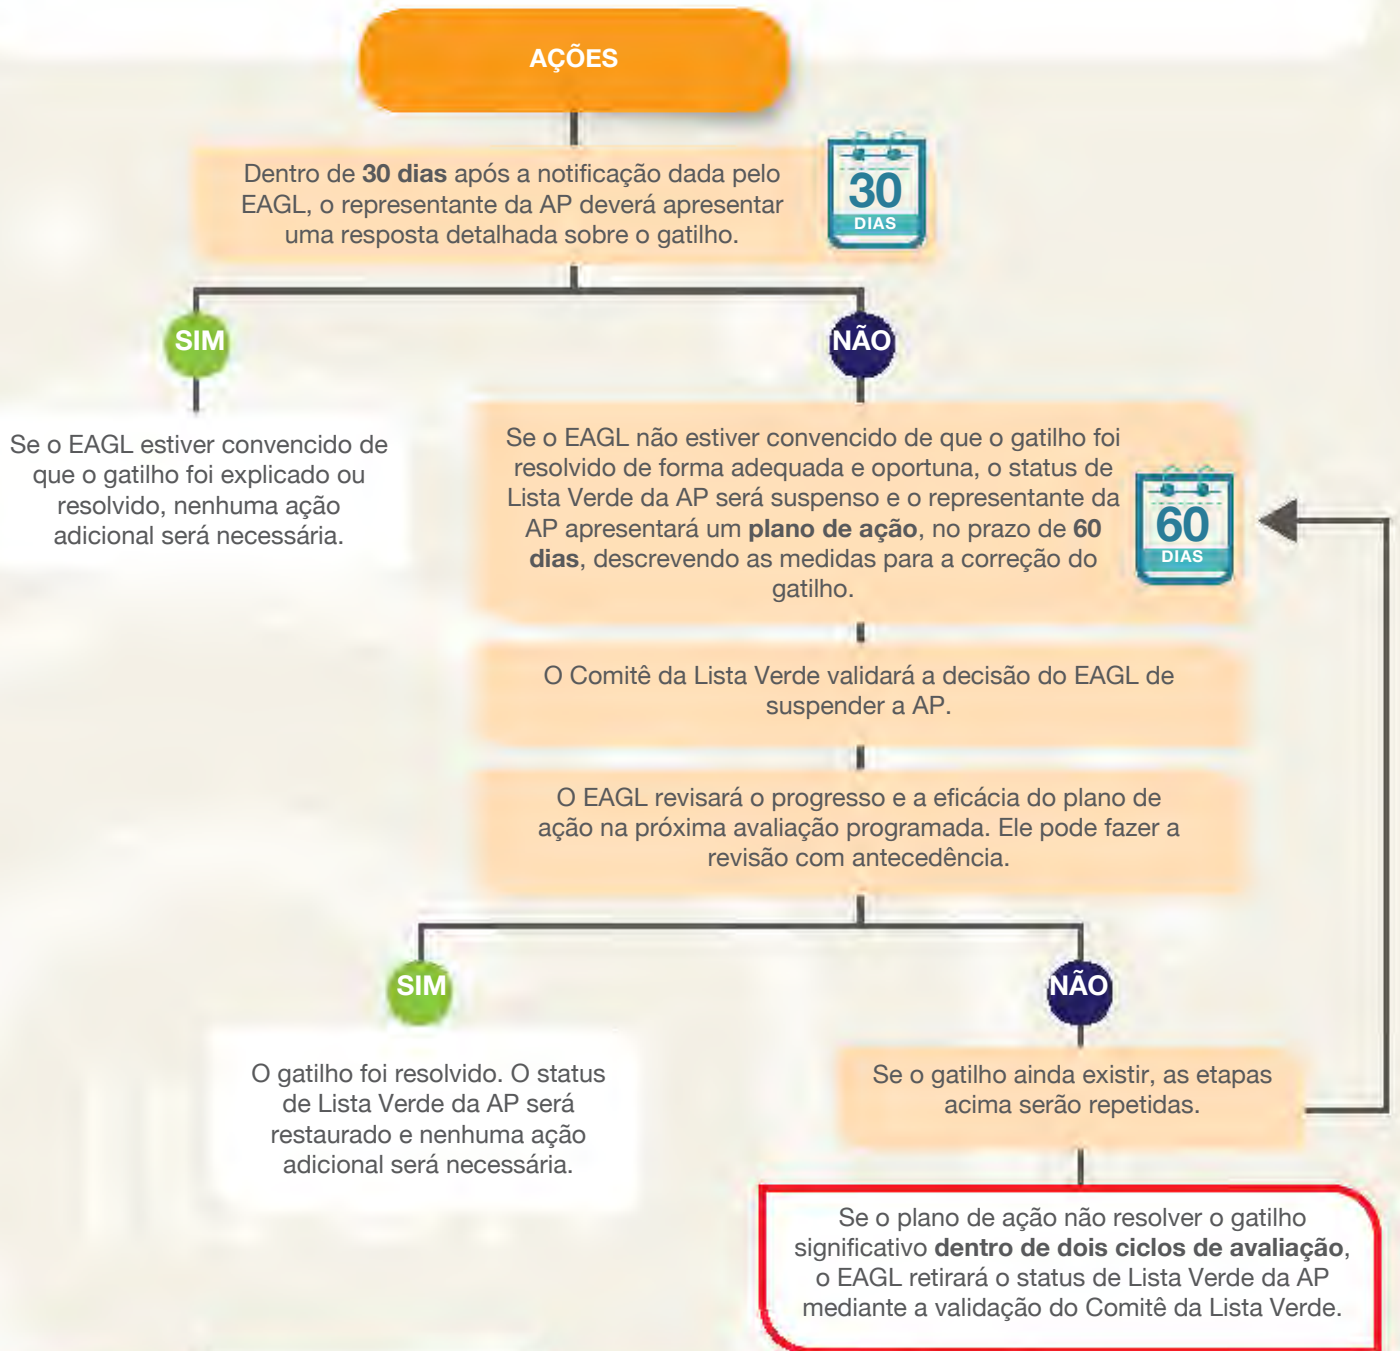 AÇÕES
Dentro de 30 dias após a notificação dada pelo
EAGL, o representante da AP deverá apresentar
uma resposta detalhada sobre o gatilho.
30
DIAS
SIM
NÃO
Se o EAGL estiver convencido de
que o gatilho foi explicado ou
resolvido, nenhuma ação
adicional será necessária.
Se o EAGL não estiver convencido de que o gatilho foi
resolvido de forma adequada e oportuna, o status de
Lista Verde da AP será suspenso e o representante da
AP apresentará um plano de ação, no prazo de 60
dias, descrevendo as medidas para a correção do
gatilho.
60
DIAS
O Comitê da Lista Verde validará a decisão do EAGL de
suspender a AP.
O EAGL revisará o progresso e a eficácia do plano de
ação na próxima avaliação programada. Ele pode fazer a
revisão com antecedência.
SIM
NÃO
O gatilho foi resolvido. O status
de Lista Verde da AP será
restaurado e nenhuma ação
adicional será necessária.
Se o gatilho ainda existir, as etapas
acima serão repetidas.
Se o plano de ação não resolver o gatilho
significativo dentro de dois ciclos de avaliação,
o EAGL retirará o status de Lista Verde da AP
mediante a validação do Comitê da Lista Verde.